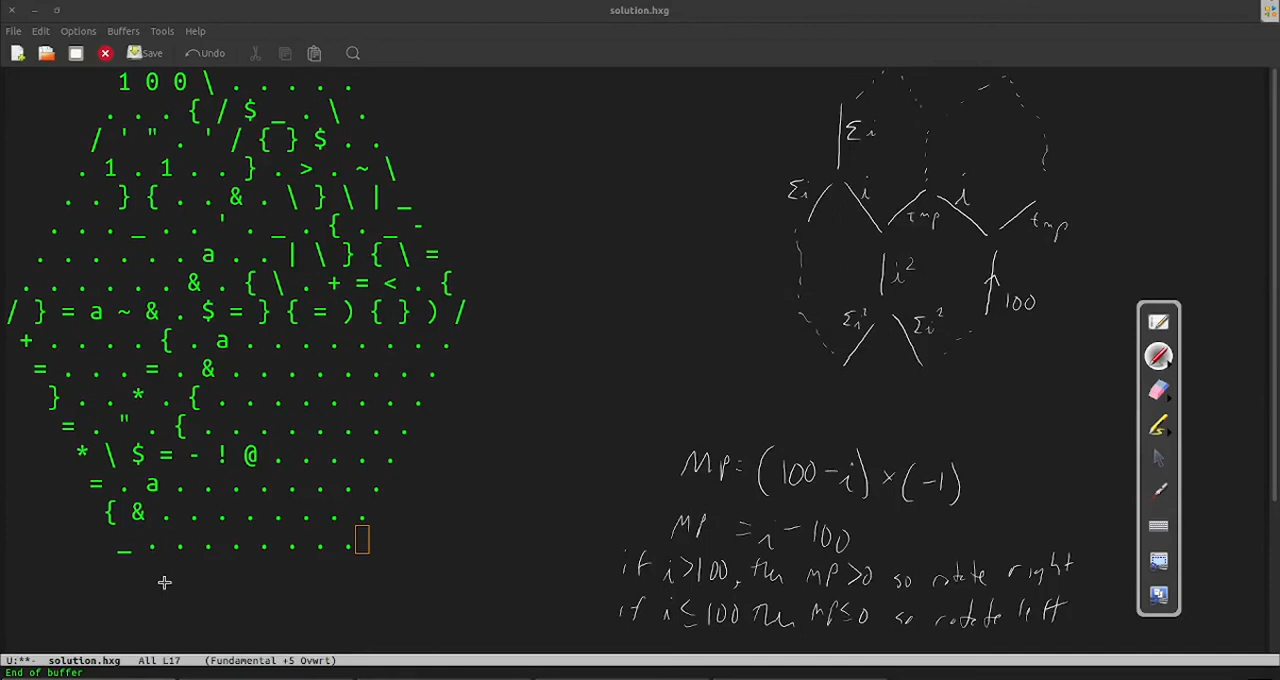 solution.hxg
File Edit Options Buffers Tools Help
Save Undo
1 0 0 \ . . . . .
. . . { / $ _ . \ .
/ ' " . ' / { } $ . .
. 1 . 1 . . } . > . ~ \
. . } { . . & . \ } \ | _
. . . _ . . ' . _ . { . _ -
. . . . . . a . . | \ } { \ =
. . . . . . & . { \ . + = < . {
/ } = a ~ & . $ = } { = ) { } ) /
+ . . . . { . a . . . . . . . .
= . . . = . & . . . . . . . .
} . . * . { . . . . . . . .
= . " . { . . . . . . . .
* \ $ = - ! @ . . . . .
= . a . . . . . . . .
{ & . . . . . . . .
_ . . . . . . . .
Σi
Σi i tmp i tmp
i²
100
Σi² Σi²
MP = (100 - i) × (-1)
MP = i - 100
if i>100, then MP>0 so rotate right
if i≤100 then MP≤0 so rotate left
U:**- solution.hxg All L17 (Fundamental +5 Ovwrt)
End of buffer